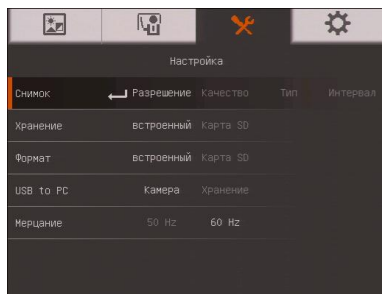 Настройка
Снимок Разрешение Качество Тип Интервал
Хранение встроенный Карта SD
Формат встроенный Карта SD
USB to PC Камера Хранение
Мерцание 50 Hz 60 Hz